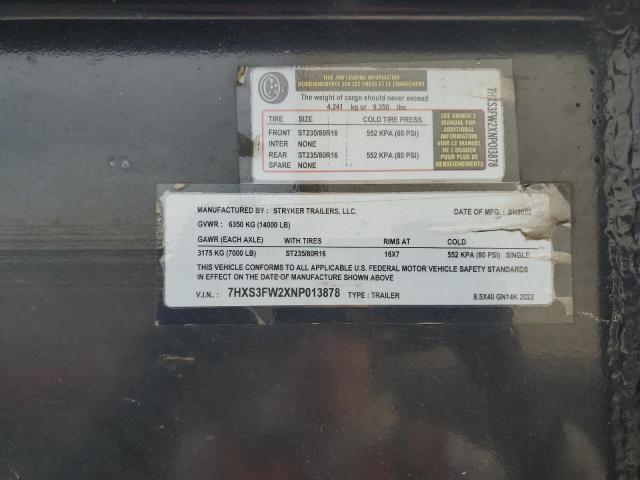 TIRE AND LOADING INFORMATION
RENSEIGNEMENTS SUR LES PNEUS ET LE CHARGEMENT
The weight of cargo should never exceed
4,241 kg or 9,350 lbs.
TIRE SIZE COLD TIRE PRESS.
FRONT ST235/80R16 552 KPA (80 PSI)
INTER NONE
REAR ST235/80R16 552 KPA (80 PSI)
SPARE NONE
SEE OWNER'S
MANUAL FOR
ADDITIONAL
INFORMATION
VOIR LE MANUEL
DE L'USAGER
POUR PLUS DE
RENSEIGNEMENTS
7HXS3FW2XNP013878
MANUFACTURED BY : STRYKER TRAILERS, LLC. DATE OF MFG : 01/2022
GVWR : 6350 KG (14000 LB)
GAWR (EACH AXLE) WITH TIRES RIMS AT COLD
3175 KG (7000 LB) ST235/80R16 16X7 552 KPA (80 PSI) SINGLE
THIS VEHICLE CONFORMS TO ALL APPLICABLE U.S. FEDERAL MOTOR VEHICLE SAFETY STANDARDS
IN EFFECT ON THE DATE OF MANUFACTURE SHOWN ABOVE
V.I.N. : 7HXS3FW2XNP013878 TYPE : TRAILER 8.5X40 GN14K 2022